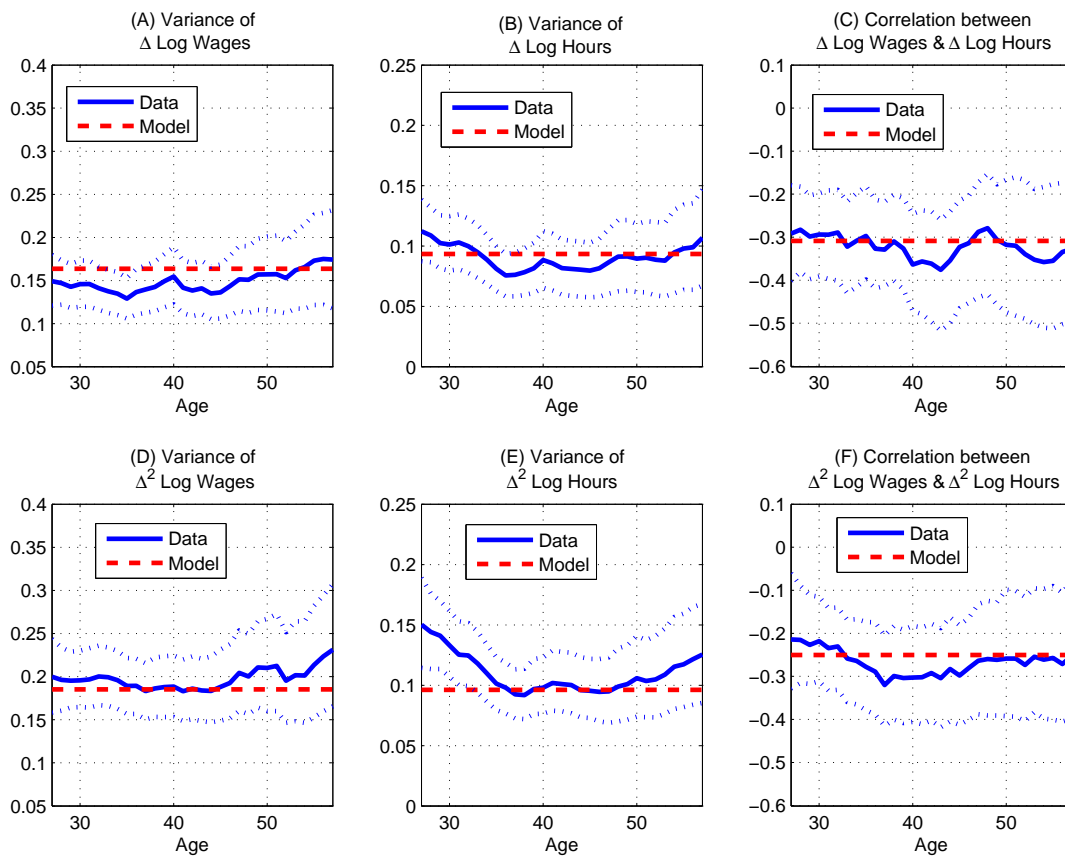 (A) Variance of
Δ Log Wages
0.4
0.35
0.3
0.25
0.2
0.15
0.1
0.05
30
40
50
Age
Data
Model
(B) Variance of
Δ Log Hours
0.25
0.2
0.15
0.1
0.05
0
30
40
50
Age
Data
Model
(C) Correlation between
Δ Log Wages & Δ Log Hours
0.1
0
−0.1
−0.2
−0.3
−0.4
−0.5
−0.6
30
40
50
Age
Data
Model
(D) Variance of
Δ² Log Wages
0.4
0.35
0.3
0.25
0.2
0.15
0.1
0.05
30
40
50
Age
Data
Model
(E) Variance of
Δ² Log Hours
0.25
0.2
0.15
0.1
0.05
0
30
40
50
Age
Data
Model
(F) Correlation between
Δ² Log Wages & Δ² Log Hours
0.1
0
−0.1
−0.2
−0.3
−0.4
−0.5
−0.6
30
40
50
Age
Data
Model